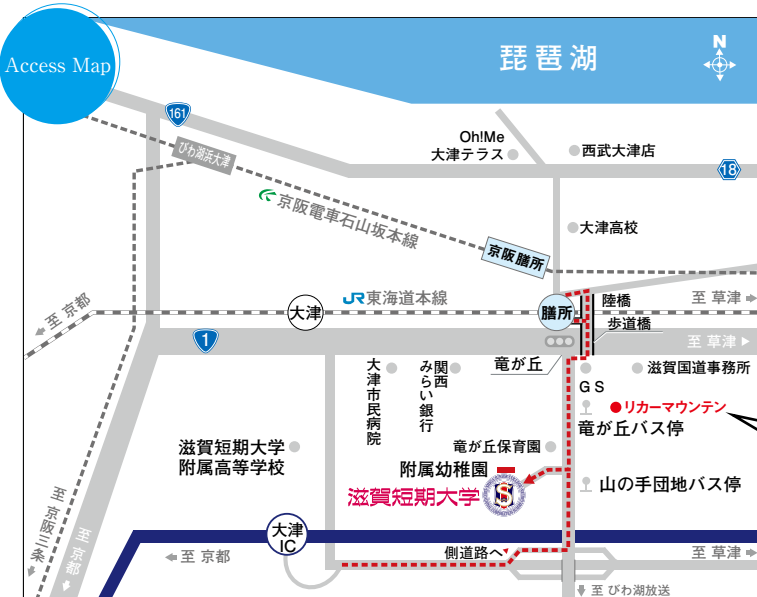 Access Map
琵琶湖
N
161
びわ湖浜大津
Oh!Me
大津テラス
西武大津店
18
京阪電車石山坂本線
大津高校
京阪膳所
至 京都
JR東海道本線
大津
膳所
陸橋
至 草津
歩道橋
1
至 草津
竜が丘
大津市民病院
関西
みらい銀行
滋賀国道事務所
GS
リカーマウンテン
竜が丘バス停
滋賀短期大学
附属高等学校
竜が丘保育園
附属幼稚園
滋賀短期大学
山の手団地バス停
至 京阪三条
至 京都
大津
IC
至 京都
側道路へ
至 草津
至 びわ湖放送